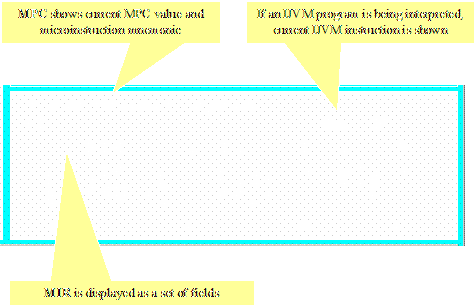 MPC shows current MPC value and
microinstruction mnemonic
If an IJVM program is being interpreted,
current IJVM instruction is shown
MIR is displayed as a set of fields